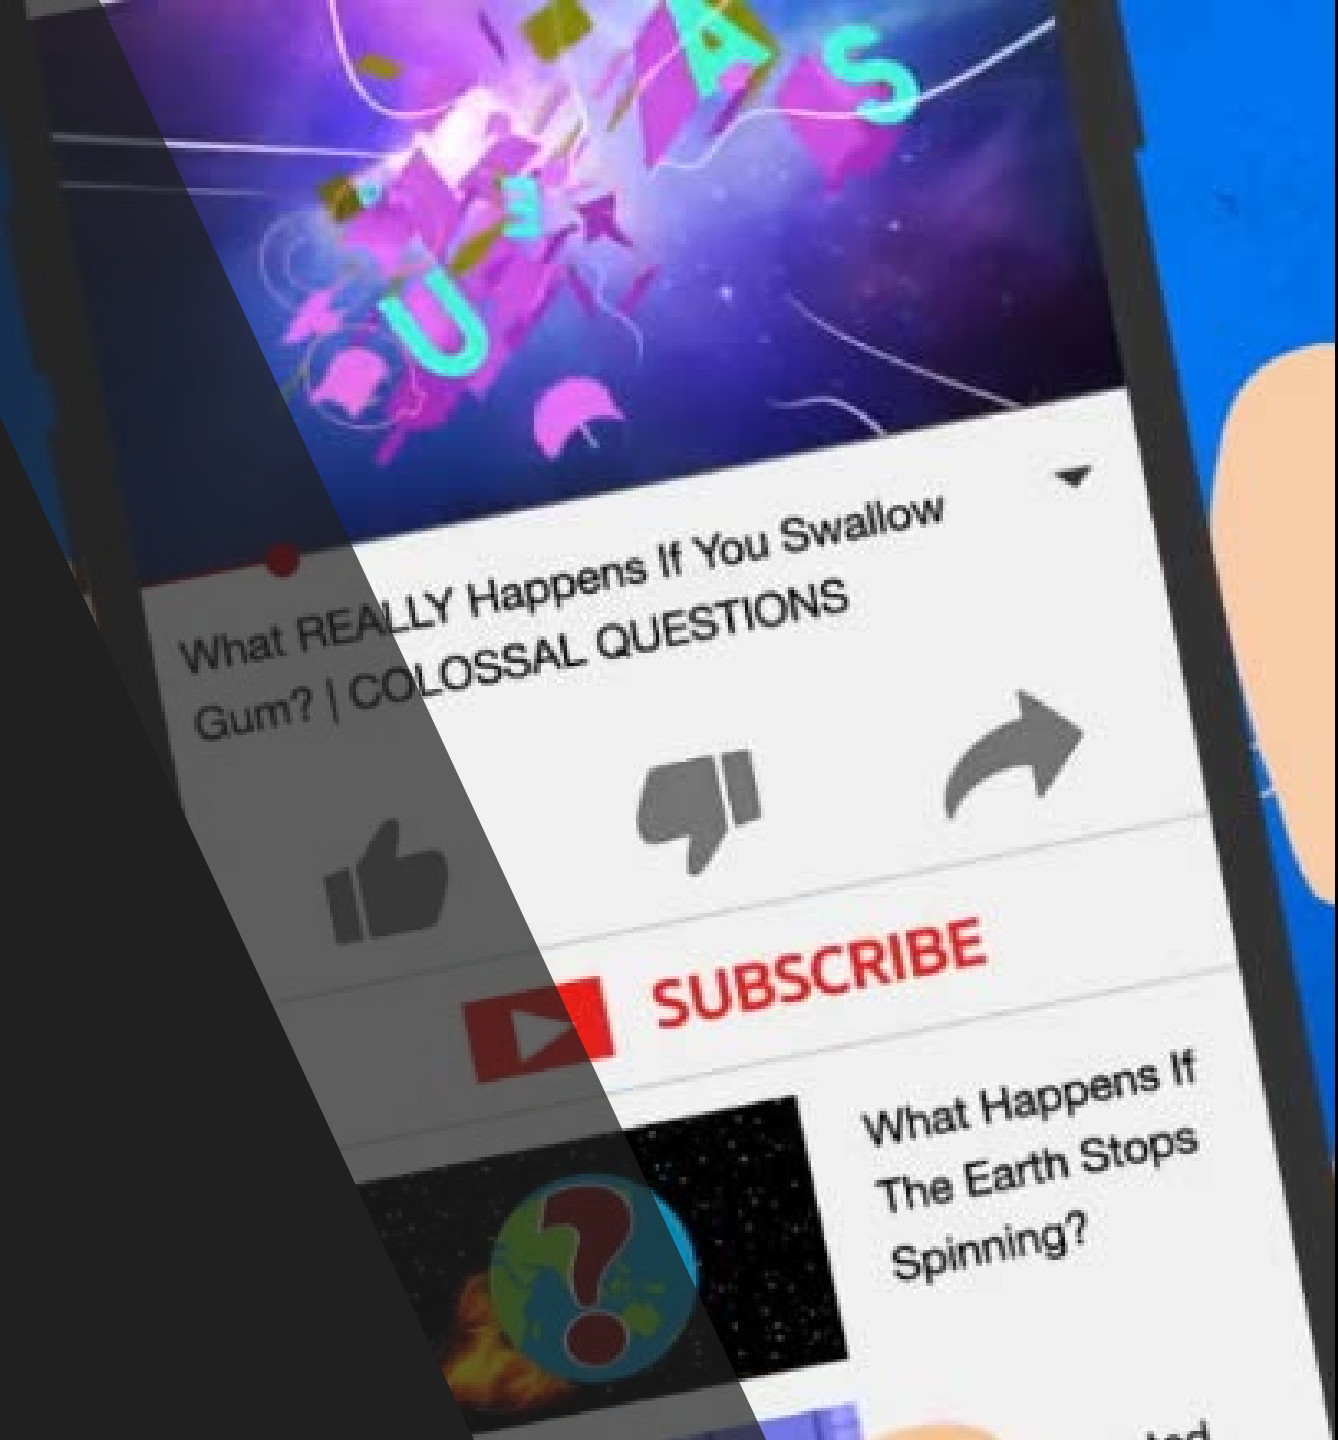 A S
E
U
What REALLY Happens If You Swallow
Gum? | COLOSSAL QUESTIONS
SUBSCRIBE
What Happens If
The Earth Stops
Spinning?
?